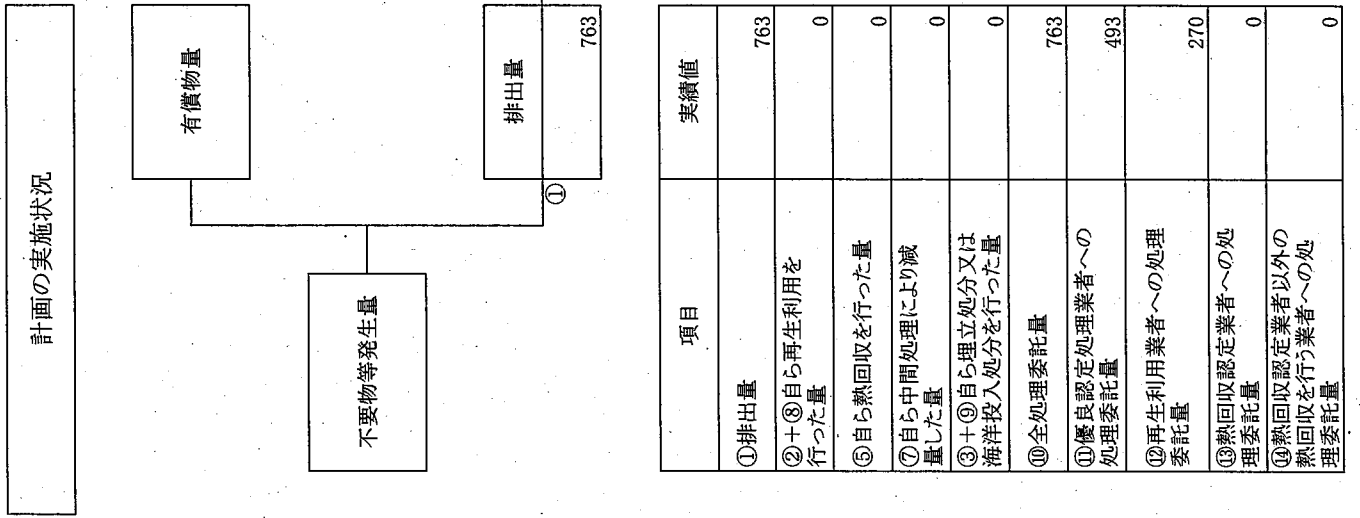 計画の実施状況
有償物量
不要物等発生量
排出量
①
763
項目
実績値
①排出量
763
②+⑧自ら再生利用を
行った量
0
⑤自ら熱回収を行った量
0
⑦自ら中間処理により減
量した量
0
③+⑨自ら埋立処分又は
海洋投入処分を行った量
0
⑩全処理委託量
763
⑪優良認定処理業者への
処理委託量
493
⑫再生利用業者への処理
委託量
270
⑬熱回収認定業者への処
理委託量
0
⑭熱回収認定業者以外の
熱回収を行う業者への処
理委託量
0